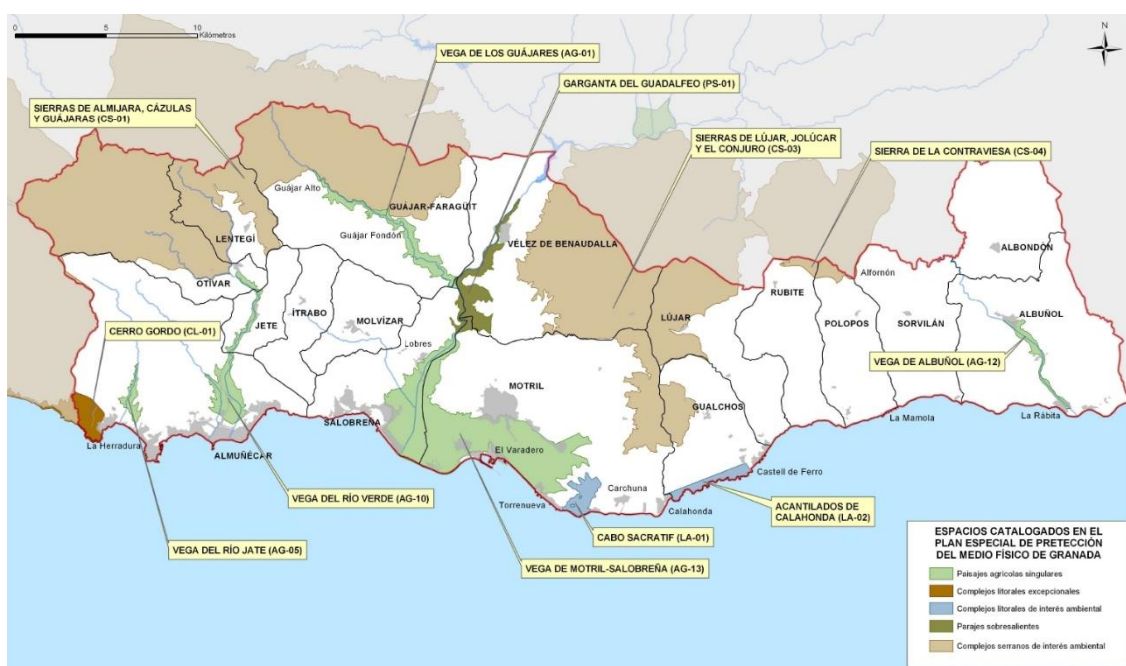 0 5 10
Kilómetros
N
VEGA DE LOS GUÁJARES (AG-01)
GARGANTA DEL GUADALFEO (PS-01)
SIERRAS DE ALMIJARA, CÁZULAS
Y GUÁJARAS (CS-01)
SIERRAS DE LÚJAR, JOLÚCAR
Y EL CONJURO (CS-03)
SIERRA DE LA CONTRAVIESA (CS-04)
Guájar Alto
GUÁJAR-FARAGÜIT
Guájar Fondón
LENTEGÍ
VÉLEZ DE BENAUDALLA
ALBONDÓN
Alfornón
OTÍVAR
RUBITE
ÍTRABO
JETE
MOLVÍZAR
LÚJAR
POLOPOS
SORVILÁN
ALBUÑOL
CERRO GORDO (CL-01)
Lobres
VEGA DE ALBUÑOL (AG-12)
MOTRIL
GUALCHOS
SALOBREÑA
La Mamola
La Rábita
La Herradura
ALMUÑÉCAR
El Varadero
Castell de Ferro
Carchuna
VEGA DEL RÍO VERDE (AG-10)
Torrenueva
Calahonda
ACANTILADOS
DE CALAHONDA (LA-02)
CABO SACRATIF (LA-01)
VEGA DEL RÍO JATE (AG-05)
VEGA DE MOTRIL-SALOBREÑA (AG-13)
ESPACIOS CATALOGADOS EN EL
PLAN ESPECIAL DE PRETECCIÓN
DEL MEDIO FÍSICO DE GRANADA
Paisajes agrícolas singulares
Complejos litorales excepcionales
Complejos litorales de interés ambiental
Parajes sobresalientes
Complejos serranos de interés ambiental